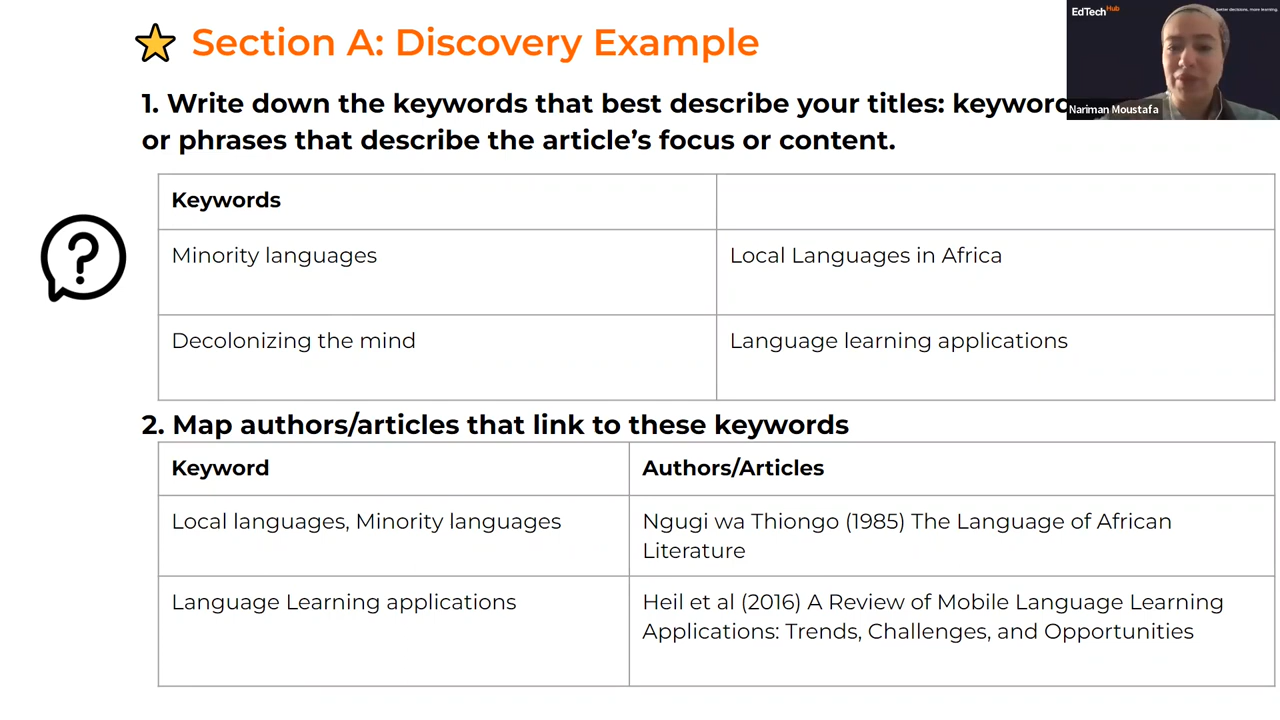 Section A: Discovery Example
EdTech Hub
better decisions, more learning.
Nariman Moustafa
1. Write down the keywords that best describe your titles: keyword
or phrases that describe the article’s focus or content.
Keywords
Minority languages
Local Languages in Africa
Decolonizing the mind
Language learning applications
2. Map authors/articles that link to these keywords
Keyword
Authors/Articles
Local languages, Minority languages
Ngugi wa Thiongo (1985) The Language of African
Literature
Language Learning applications
Heil et al (2016) A Review of Mobile Language Learning
Applications: Trends, Challenges, and Opportunities